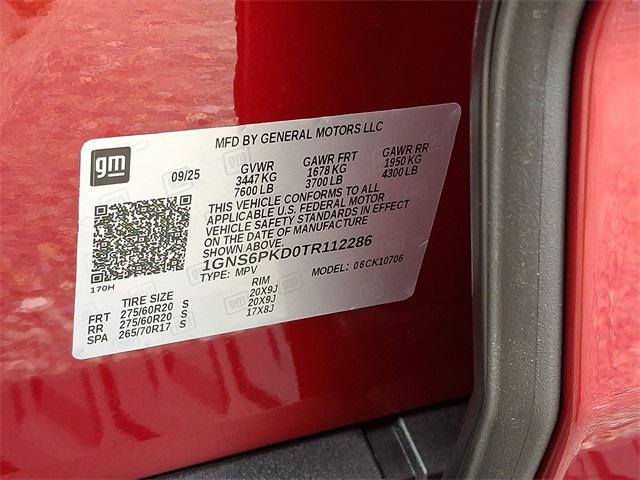 MFD BY GENERAL MOTORS LLC
gm
09/25 GVWR GAWR FRT GAWR RR
3447 KG 1678 KG 1950 KG
7600 LB 3700 LB 4300 LB
THIS VEHICLE CONFORMS TO ALL
APPLICABLE U.S. FEDERAL MOTOR
VEHICLE SAFETY STANDARDS IN EFFECT
ON THE DATE OF MANUFACTURE
SHOWN ABOVE.
1GNS6PKD0TR112286
170H
TYPE: MPV MODEL: 06CK10706
TIRE SIZE RIM
FRT 275/60R20 S 20X9J
RR 275/60R20 S 20X9J
SPA 265/70R17 S 17X8J